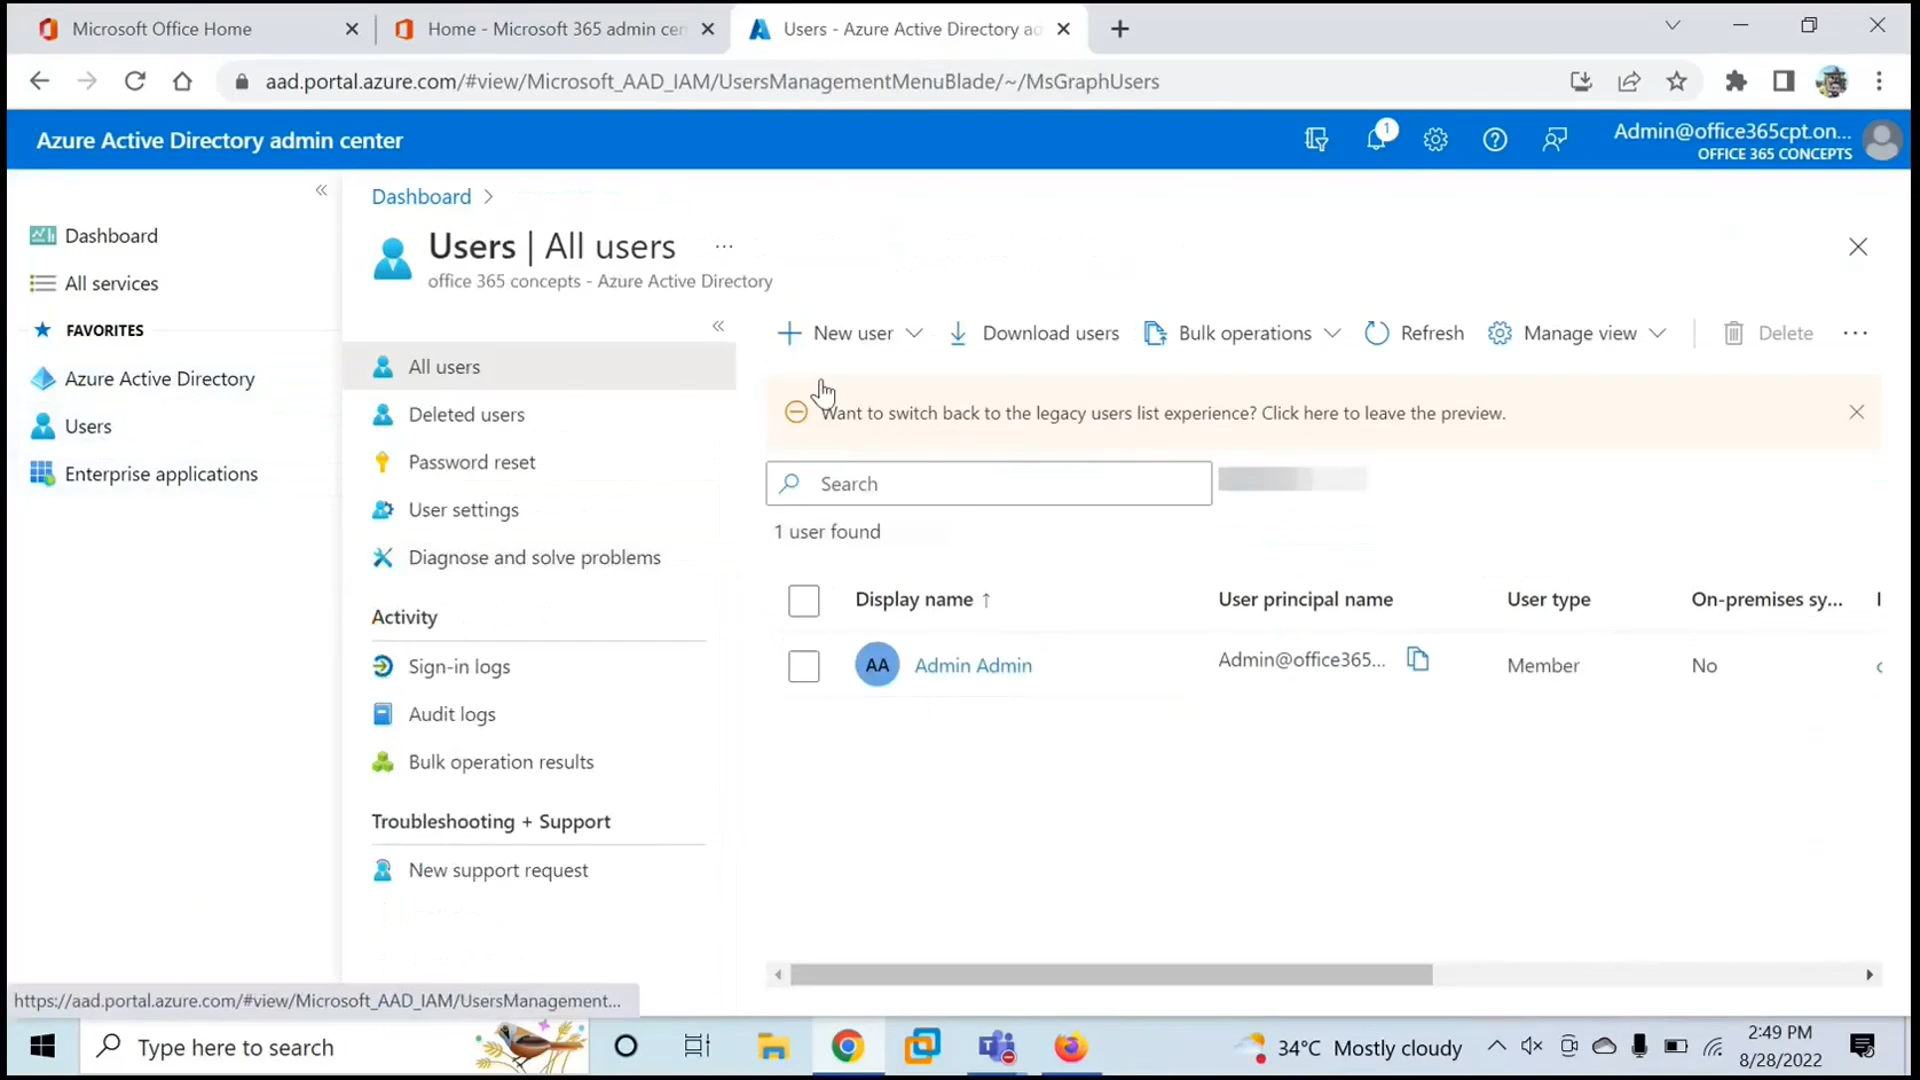 Microsoft Office Home
Home - Microsoft 365 admin cen
Users - Azure Active Directory ad
aad.portal.azure.com/#view/Microsoft_AAD_IAM/UsersManagementMenuBlade/~/MsGraphUsers
Azure Active Directory admin center
1
Admin@office365cpt.on...
OFFICE 365 CONCEPTS
Dashboard
All services
FAVORITES
Azure Active Directory
Users
Enterprise applications
Dashboard
Users | All users
office 365 concepts - Azure Active Directory
All users
Deleted users
Password reset
User settings
Diagnose and solve problems
Activity
Sign-in logs
Audit logs
Bulk operation results
Troubleshooting + Support
New support request
New user
Download users
Bulk operations
Refresh
Manage view
Delete
Want to switch back to the legacy users list experience? Click here to leave the preview.
Search
1 user found
Display name ↑
User principal name
User type
On-premises sy...
AA
Admin Admin
Admin@office365...
Member
No
https://aad.portal.azure.com/#view/Microsoft_AAD_IAM/UsersManagement...
Type here to search
34°C Mostly cloudy
2:49 PM
8/28/2022